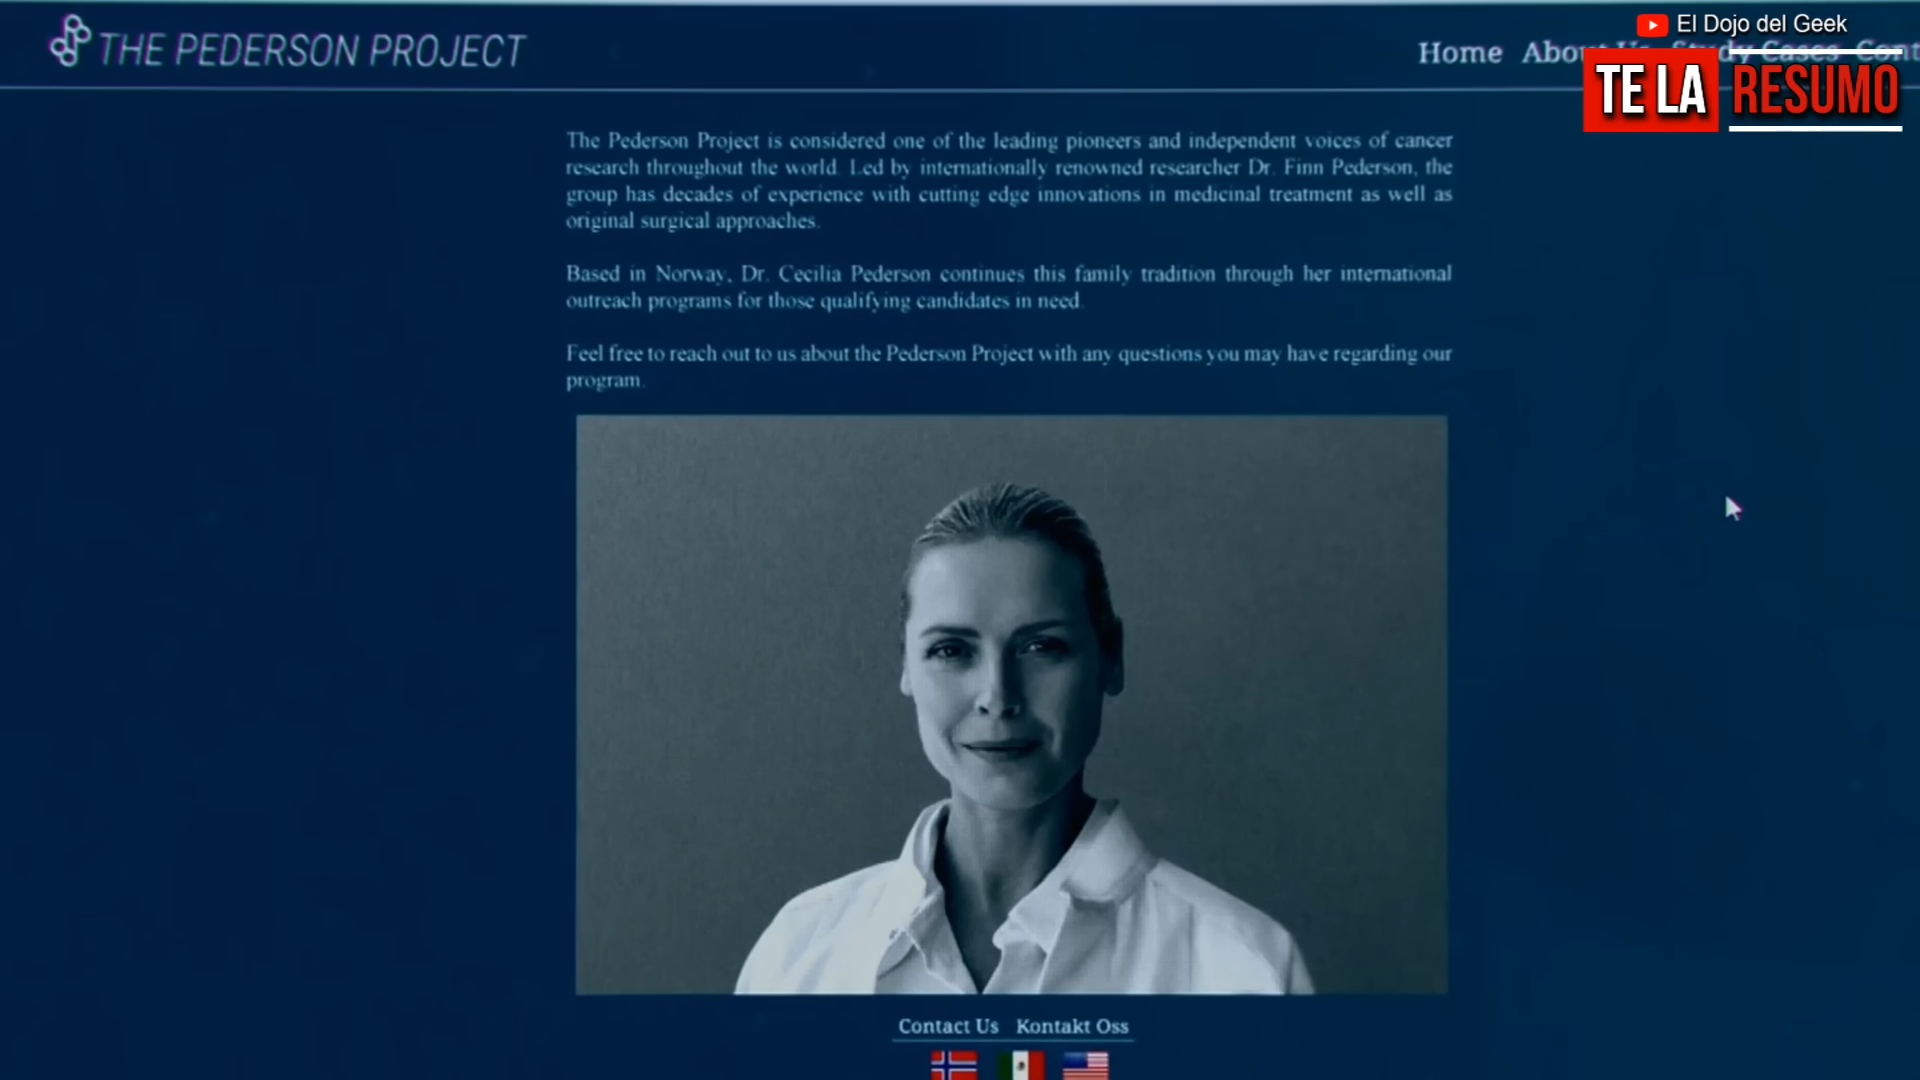 El Dojo del Geek
THE PEDERSON PROJECT
Home Abou Study Cases Cont
TE LA RESUMO
The Pederson Project is considered one of the leading pioneers and independent voices of cancer
research throughout the world. Led by internationally renowned researcher Dr. Finn Pederson, the
group has decades of experience with cutting edge innovations in medicinal treatment as well as
original surgical approaches.
Based in Norway, Dr. Cecilia Pederson continues this family tradition through her international
outreach programs for those qualifying candidates in need.
Feel free to reach out to us about the Pederson Project with any questions you may have regarding our
program.
Contact Us Kontakt Oss